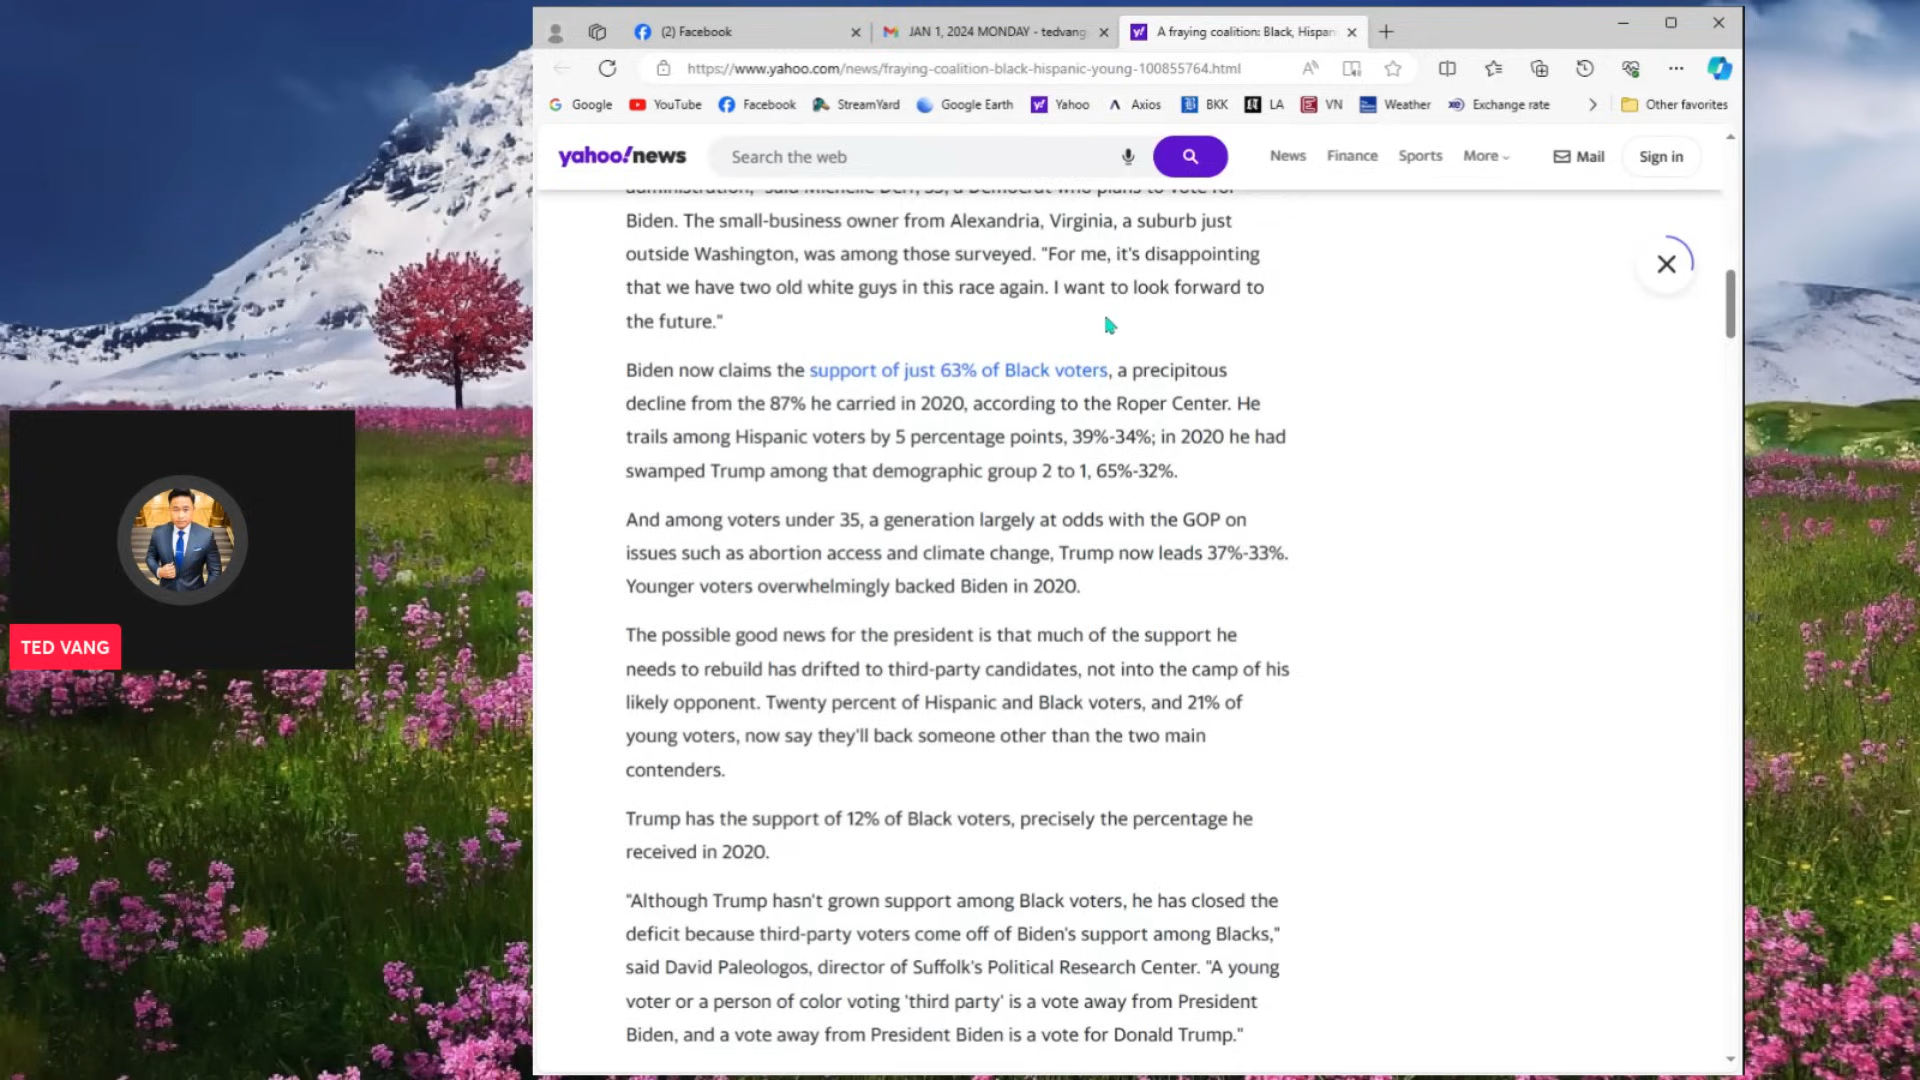 (2) Facebook
JAN 1, 2024 MONDAY - tedvang
A fraying coalition: Black, Hispan
https://www.yahoo.com/news/fraying-coalition-black-hispanic-young-100855764.html
Google YouTube Facebook StreamYard Google Earth Yahoo Axios BKK LA VN Weather Exchange rate Other favorites
yahoo!news Search the web News Finance Sports More Mail Sign in
administration," said Michelle Derr, 55, a Democrat who plans to vote for
Biden. The small-business owner from Alexandria, Virginia, a suburb just
outside Washington, was among those surveyed. "For me, it's disappointing
that we have two old white guys in this race again. I want to look forward to
the future."
Biden now claims the support of just 63% of Black voters, a precipitous
decline from the 87% he carried in 2020, according to the Roper Center. He
trails among Hispanic voters by 5 percentage points, 39%-34%; in 2020 he had
swamped Trump among that demographic group 2 to 1, 65%-32%.
And among voters under 35, a generation largely at odds with the GOP on
issues such as abortion access and climate change, Trump now leads 37%-33%.
Younger voters overwhelmingly backed Biden in 2020.
The possible good news for the president is that much of the support he
needs to rebuild has drifted to third-party candidates, not into the camp of his
likely opponent. Twenty percent of Hispanic and Black voters, and 21% of
young voters, now say they'll back someone other than the two main
contenders.
Trump has the support of 12% of Black voters, precisely the percentage he
received in 2020.
"Although Trump hasn't grown support among Black voters, he has closed the
deficit because third-party voters come off of Biden's support among Blacks,"
said David Paleologos, director of Suffolk's Political Research Center. "A young
voter or a person of color voting 'third party' is a vote away from President
Biden, and a vote away from President Biden is a vote for Donald Trump."
TED VANG